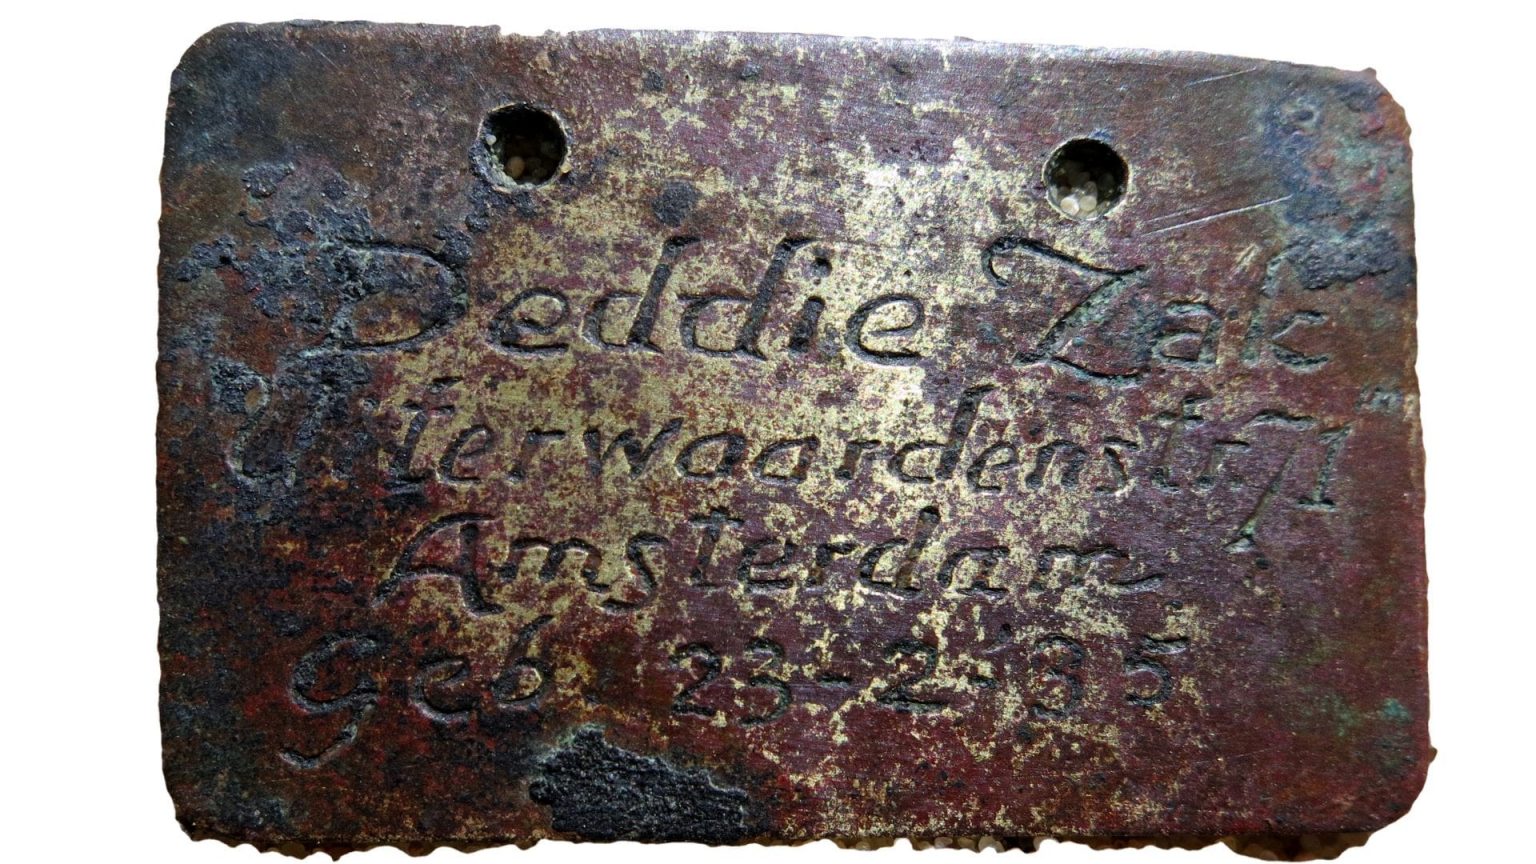 Deddie Zak
Uiterwaardenstr. 71
Amsterdam
Geb 23-2-'35